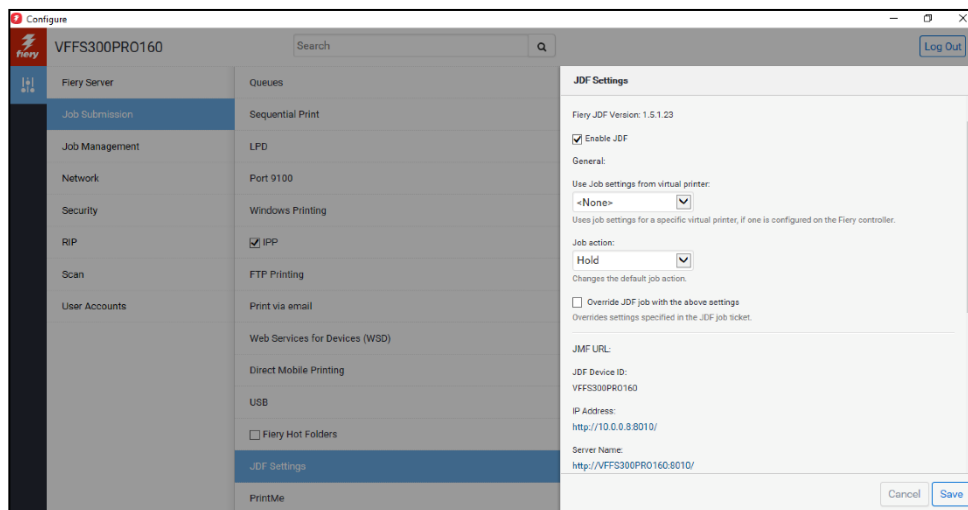 Configure
fiery
VFFS300PRO160
Search
Log Out
Fiery Server
Job Submission
Job Management
Network
Security
RIP
Scan
User Accounts
Queues
Sequential Print
LPD
Port 9100
Windows Printing
IPP
FTP Printing
Print via email
Web Services for Devices (WSD)
Direct Mobile Printing
USB
Fiery Hot Folders
JDF Settings
PrintMe
JDF Settings
Fiery JDF Version: 1.5.1.23
Enable JDF
General:
Use Job settings from virtual printer:
<None>
Uses job settings for a specific virtual printer, if one is configured on the Fiery controller.
Job action:
Hold
Changes the default job action.
Override JDF job with the above settings
Overrides settings specified in the JDF job ticket.
JMF URL:
JDF Device ID:
VFFS300PRO160
IP Address:
http://10.0.0.8:8010/
Server Name:
http://VFFS300PRO160:8010/
Cancel
Save